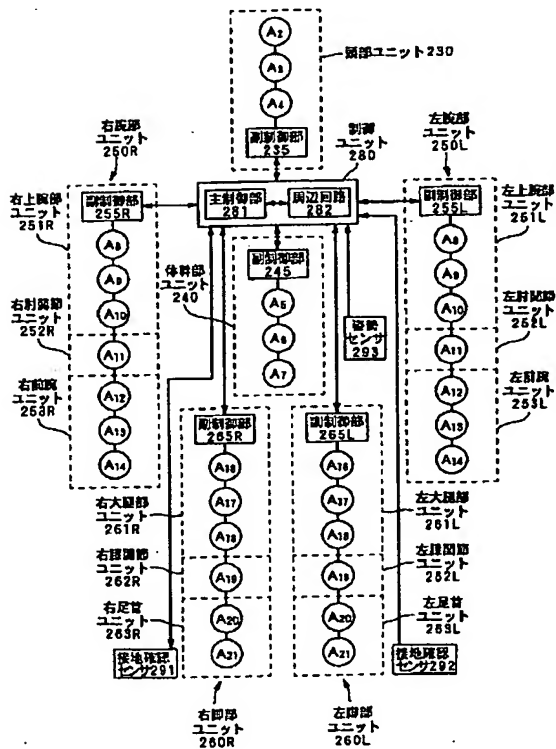 A2
A3
A4
頭部ユニット230
副制御部
235
制御
ユニット
280
主制御部
281
周辺回路
282
右腕部
ユニット
250R
左腕部
ユニット
250L
右上腕部
ユニット
251R
副制御部
255R
A8
A9
A10
右肘関節
ユニット
252R
A11
右前腕
ユニット
253R
A12
A13
A14
体幹部
ユニット
240
副制御部
245
A5
A6
A7
姿勢
センサ
293
副制御部
255L
左上腕部
ユニット
251L
A8
A9
A10
左肘関節
ユニット
252L
A11
左前腕
ユニット
253L
A12
A13
A14
副制御部
265R
A16
A17
A18
右大腿部
ユニット
261R
右膝関節
ユニット
262R
A19
右足首
ユニット
263R
A20
A21
接地確認
センサ291
右脚部
ユニット
260R
副制御部
265L
A16
A17
A18
左大腿部
ユニット
261L
左膝関節
ユニット
262L
A19
左足首
ユニット
263L
A20
A21
接地確認
センサ292
左脚部
ユニット
260L